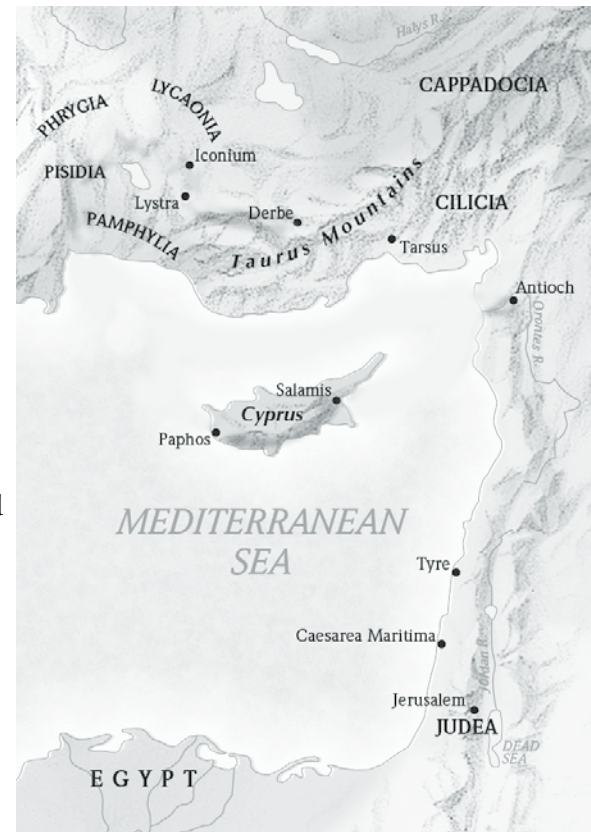 Halys R.
CAPPADOCIA
LYCAONIA
PHRYGIA
Iconium
PISIDIA
Lystra
Derbe
CILICIA
PAMPHYLIA
Taurus Mountains
Tarsus
Antioch
Orontes R.
Salamis
Cyprus
Paphos
MEDITERRANEAN
SEA
Tyre
Caesarea Maritima
Jordan R.
Jerusalem
JUDEA
DEAD
SEA
EGYPT